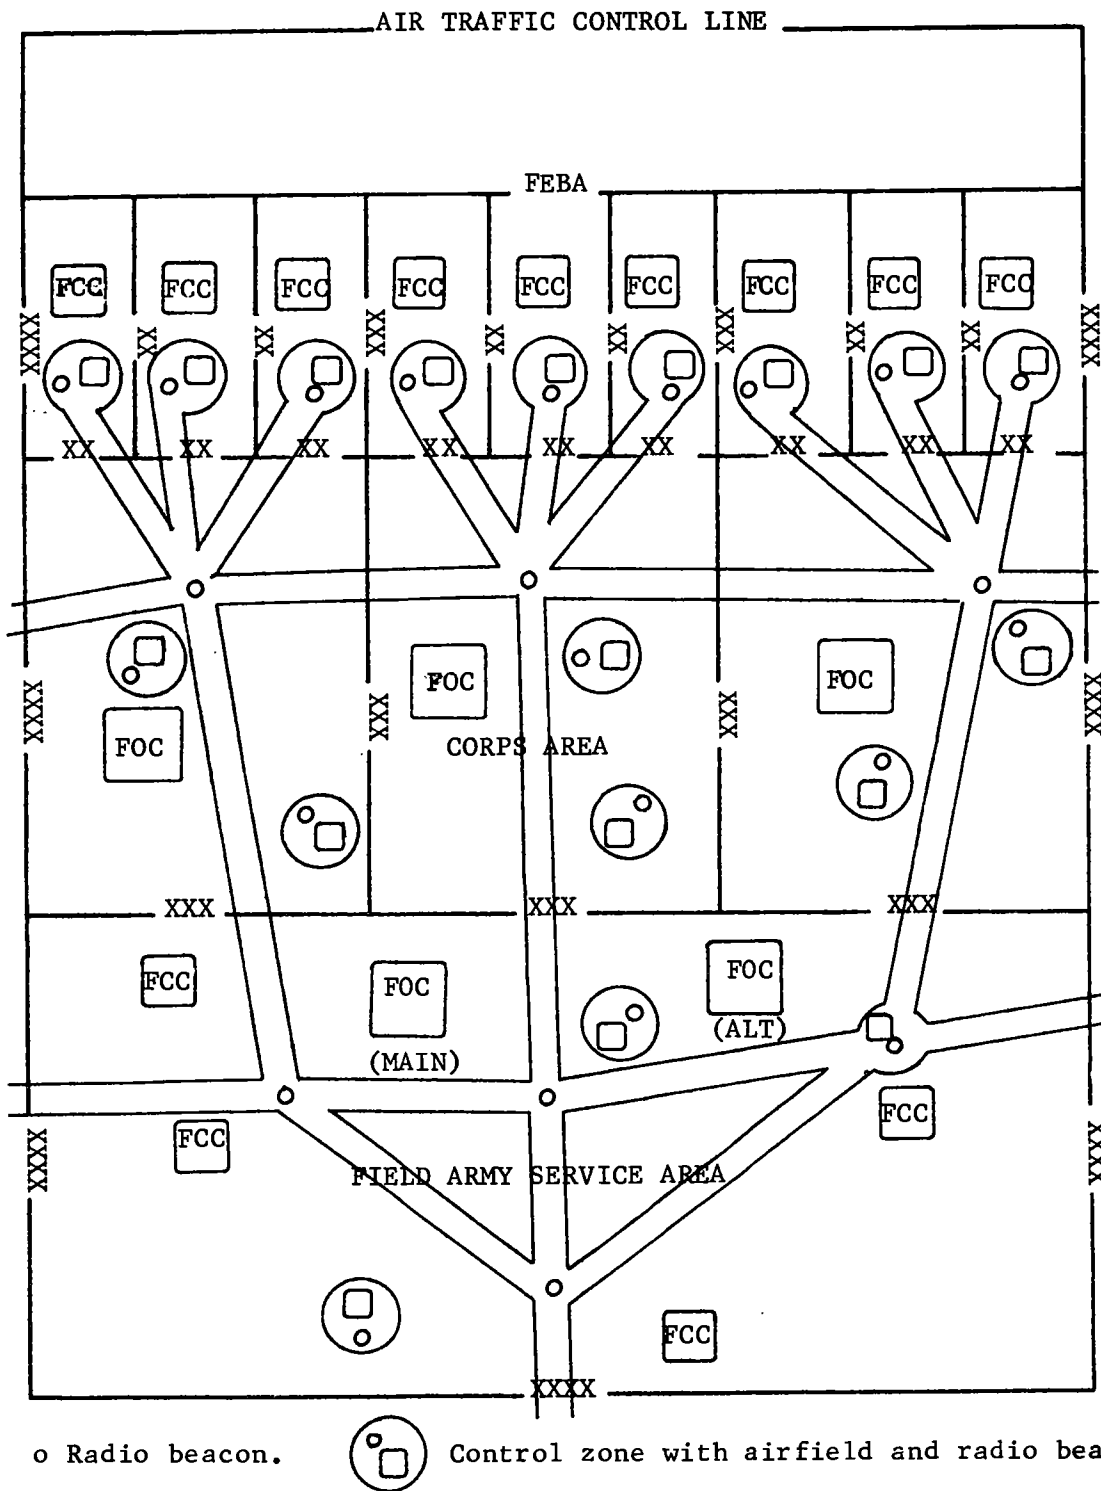 AIR TRAFFIC CONTROL LINE
FEBA
FCC FCC FCC FCC FCC FCC FCC FCC FCC
XXXX XX XX XXX XX XX XXX XX XX XXXX
XX XX XX XX XX XX XX XX XX
FOC FOC
XXXX FOC XXX XXX XXXX
CORPS AREA
XXX XXX XXX
FCC FOC FOC
(MAIN) (ALT)
FCC FCC
XXXX XXXX
FIELD ARMY SERVICE AREA
FCC
XXXX
o Radio beacon. Control zone with airfield and radio bea